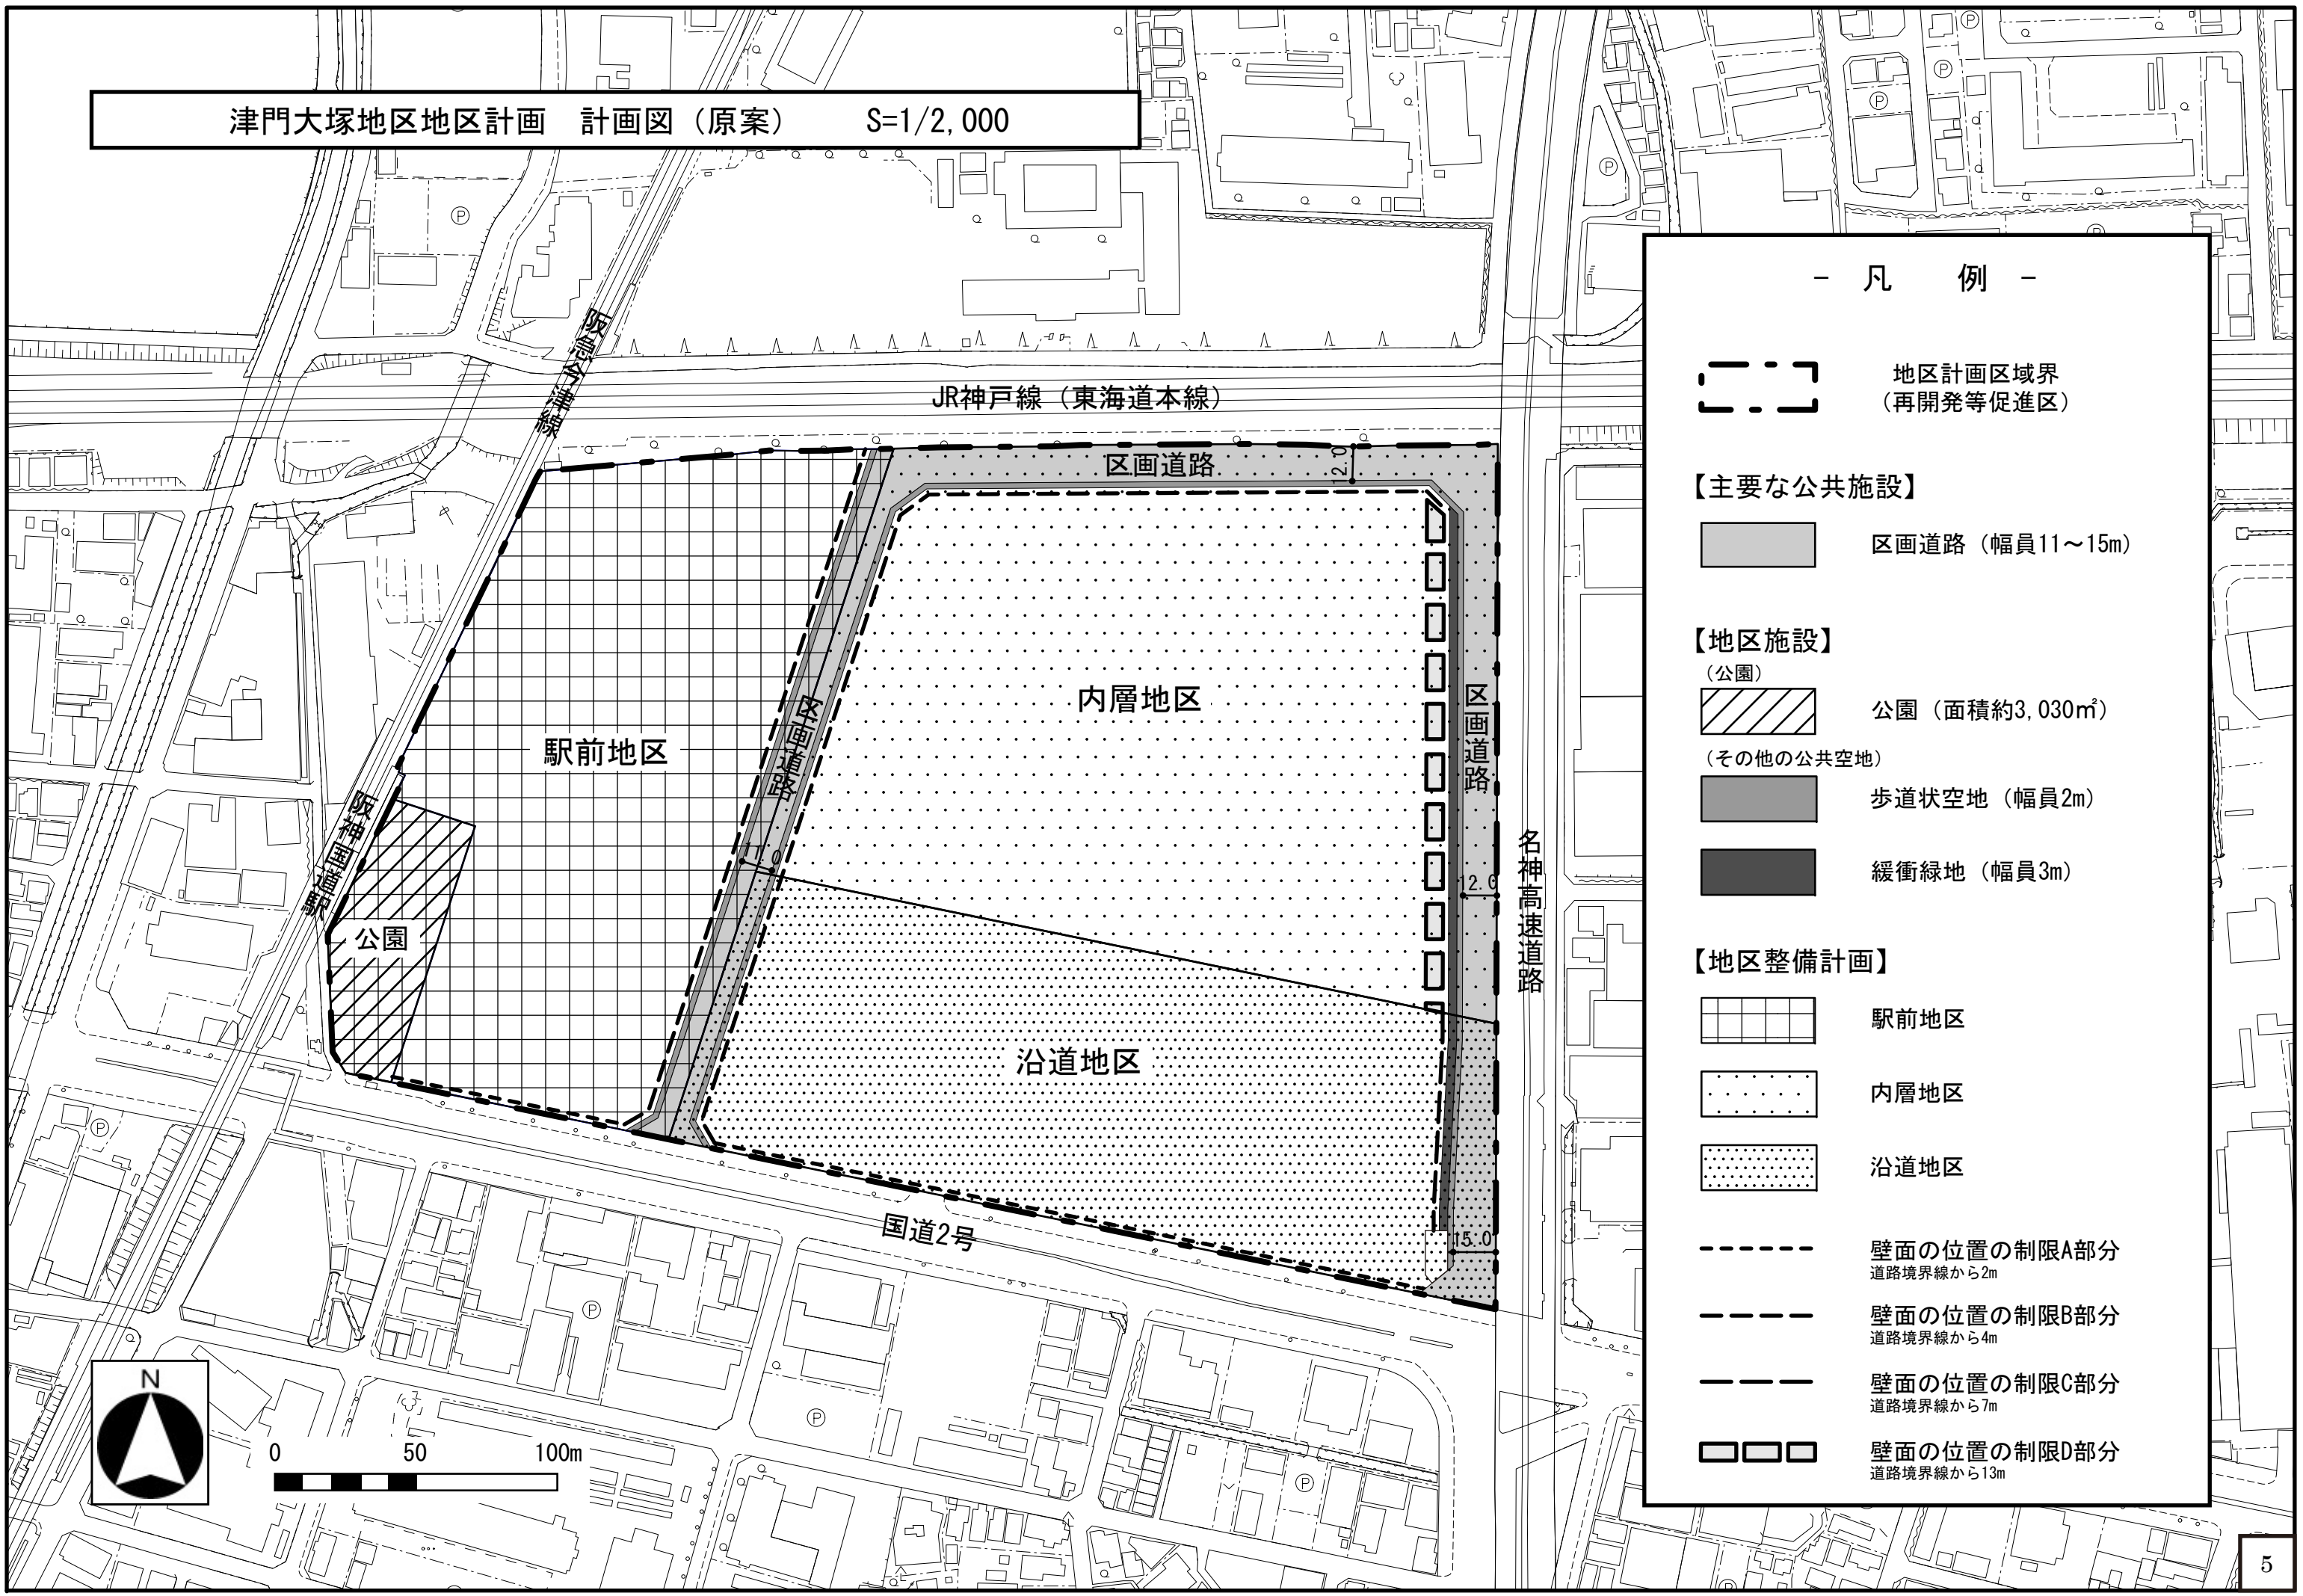 津門大塚地区地区計画　計画図（原案）　　S=1/2,000
阪急今津線
JR神戸線（東海道本線）
区画道路
12.0
内層地区
区画道路
区画道路
駅前地区
阪神国道駅
11.0
12.0
名神高速道路
公園
沿道地区
15.0
国道2号
N
0　50　100m
－　凡　　例　－
地区計画区域界
（再開発等促進区）
【主要な公共施設】
区画道路（幅員11～15m）
【地区施設】
（公園）
公園（面積約3,030㎡）
（その他の公共空地）
歩道状空地（幅員2m）
緩衝緑地（幅員3m）
【地区整備計画】
駅前地区
内層地区
沿道地区
壁面の位置の制限A部分
道路境界線から2m
壁面の位置の制限B部分
道路境界線から4m
壁面の位置の制限C部分
道路境界線から7m
壁面の位置の制限D部分
道路境界線から13m
5